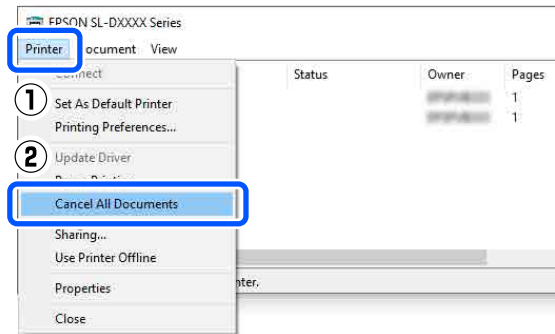 EPSON SL-DXXXX Series
Printer ocument View
Connect
Status Owner Pages
1
1
① Set As Default Printer
Printing Preferences...
② Update Driver
Cancel All Documents
Sharing...
Use Printer Offline
nter.
Properties
Close